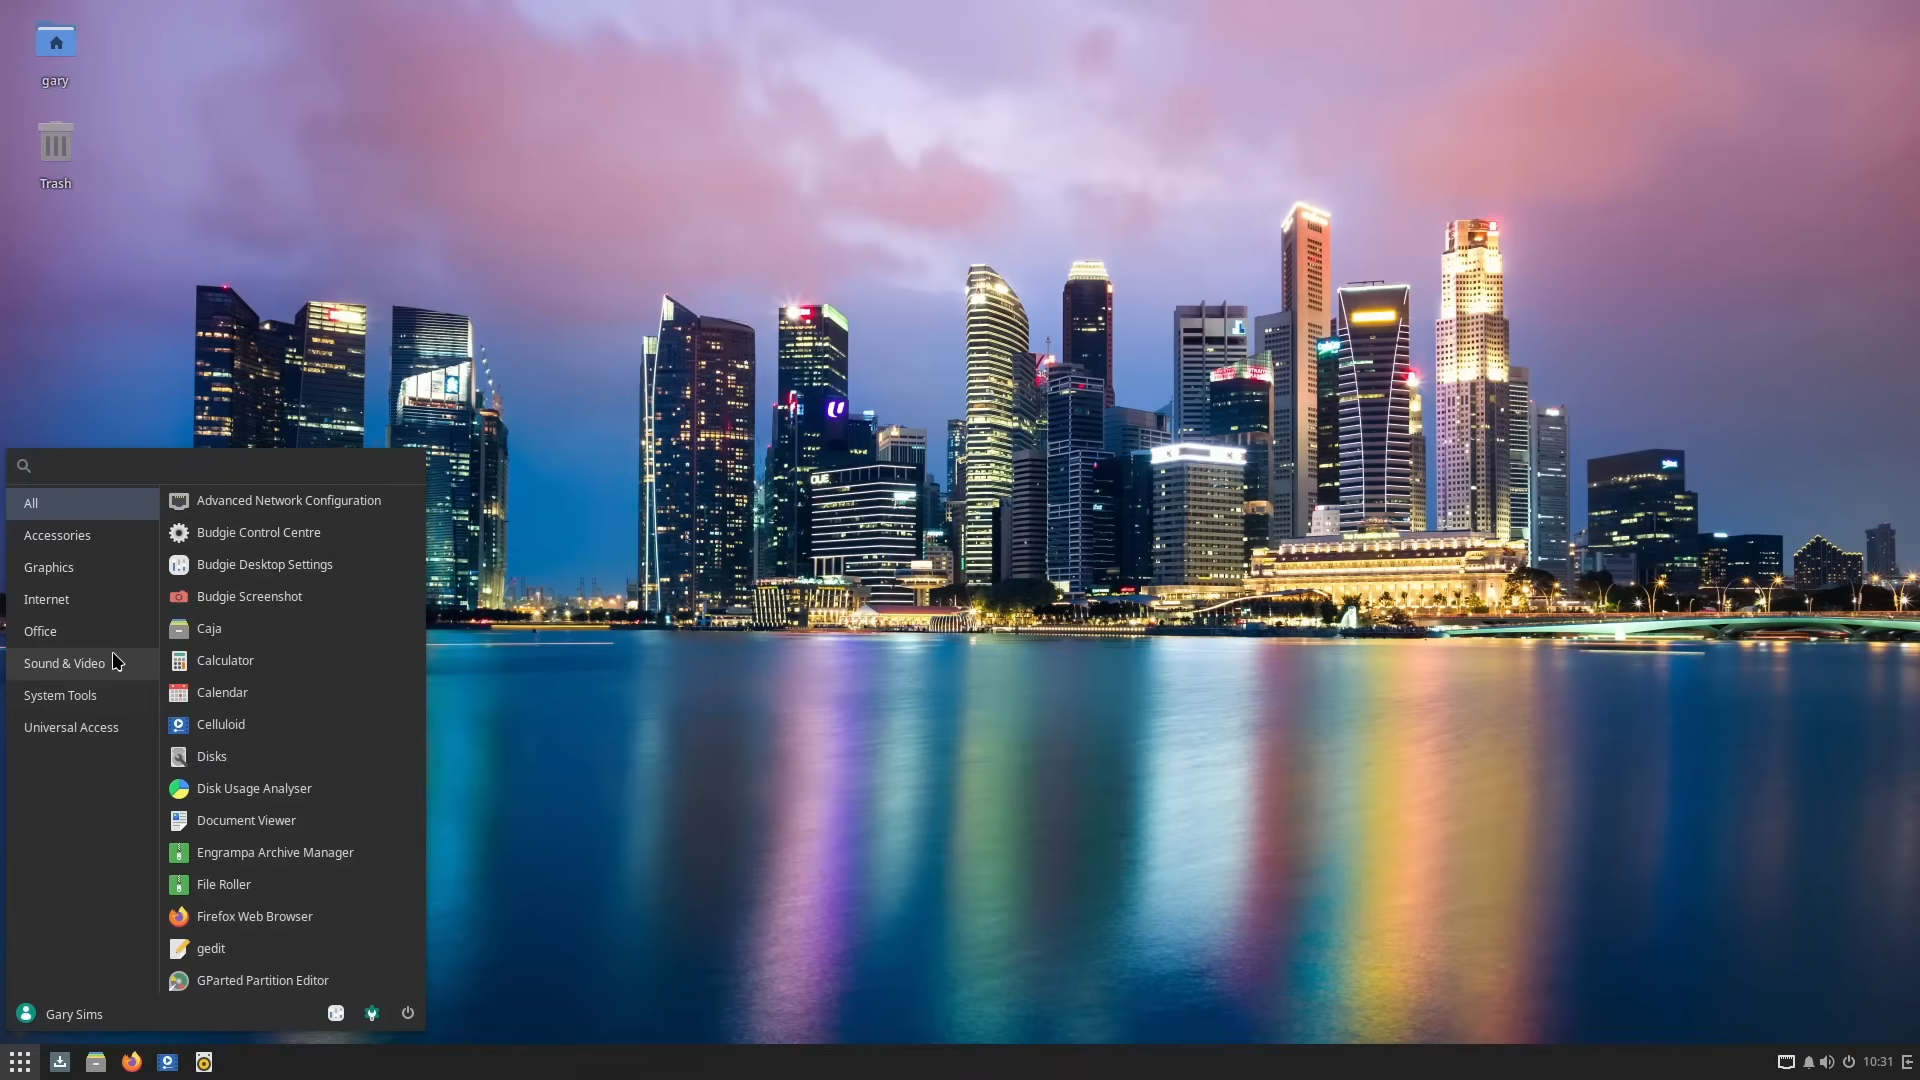 gary
Trash
All
Accessories
Graphics
Internet
Office
Sound & Video
System Tools
Universal Access
Advanced Network Configuration
Budgie Control Centre
Budgie Desktop Settings
Budgie Screenshot
Caja
Calculator
Calendar
Celluloid
Disks
Disk Usage Analyser
Document Viewer
Engrampa Archive Manager
File Roller
Firefox Web Browser
gedit
GParted Partition Editor
Gary Sims
OUE
10:31